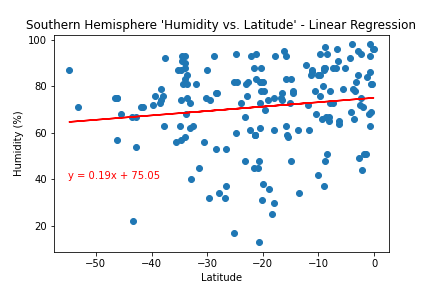 Southern Hemisphere 'Humidity vs. Latitude' - Linear Regression
100
80
60
40
20
Humidity (%)
y = 0.19x + 75.05
−50
−40
−30
−20
−10
0
Latitude